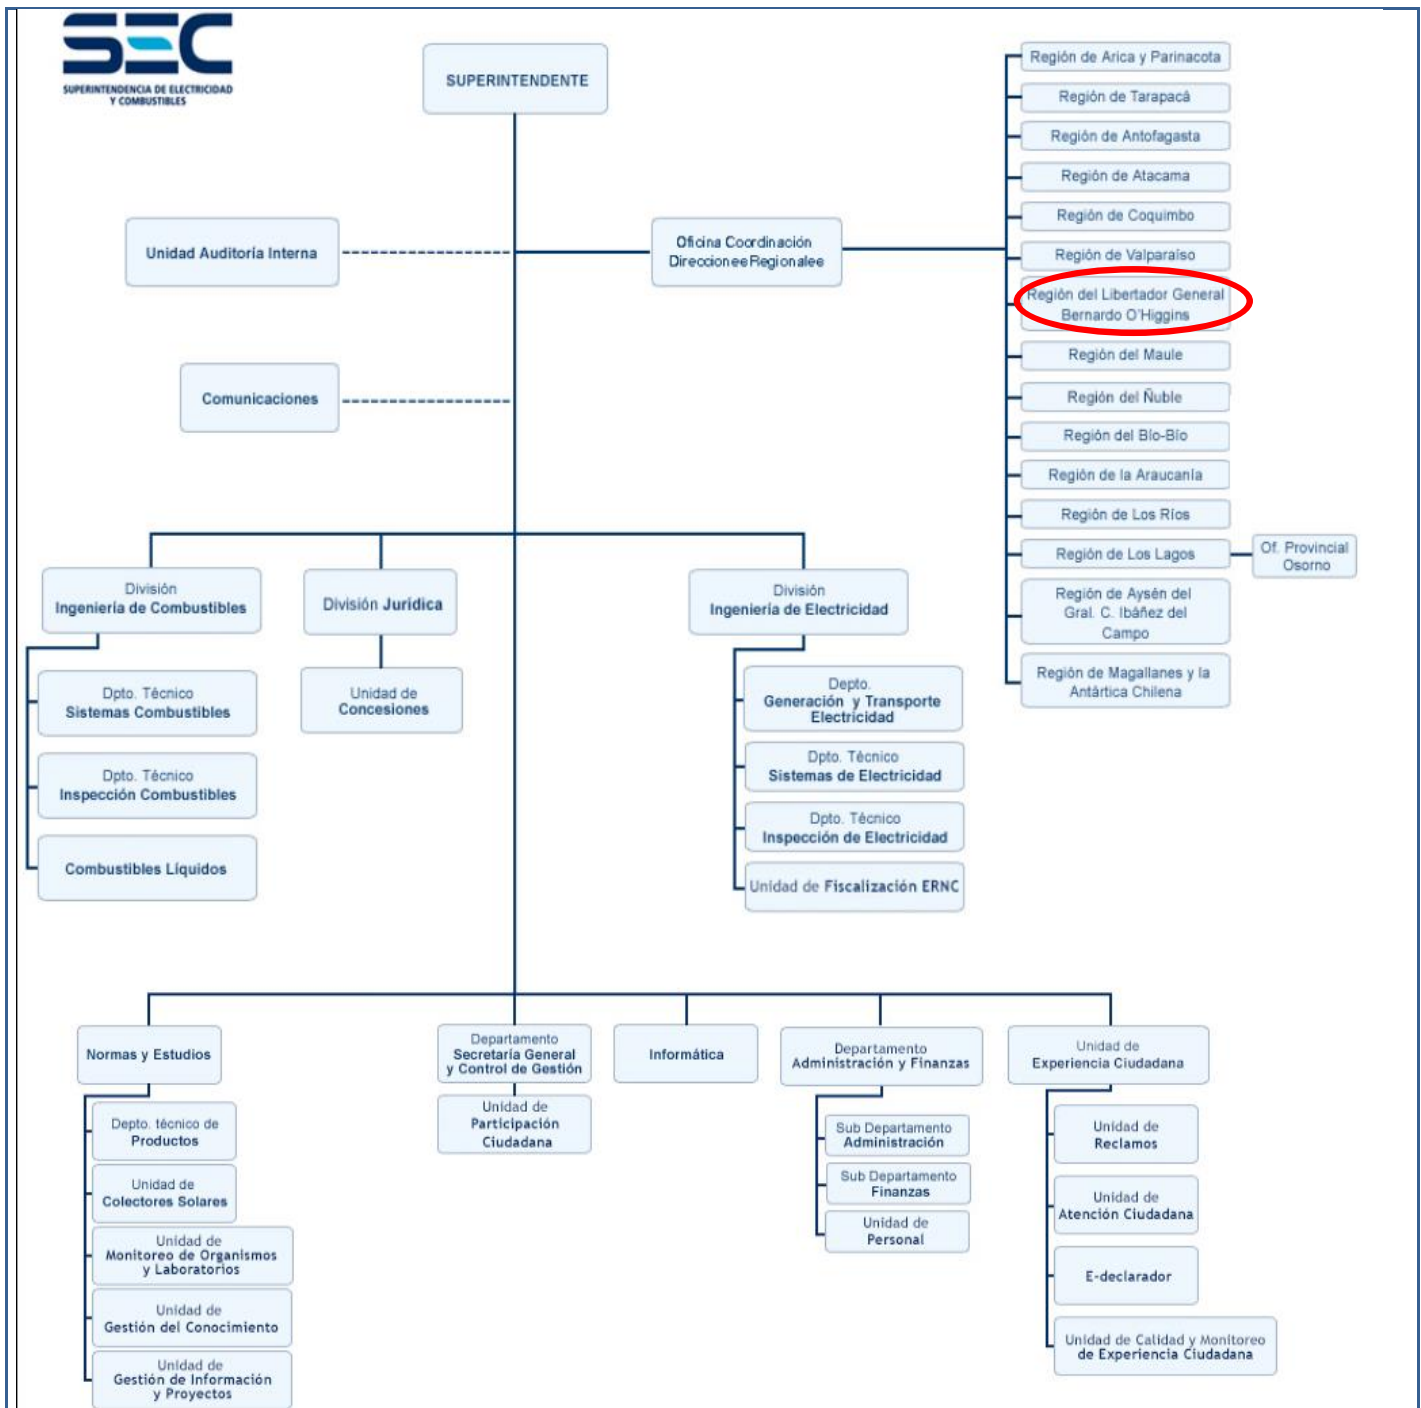 SEC
SUPERINTENDENCIA DE ELECTRICIDAD
Y COMBUSTIBLES
SUPERINTENDENTE
Unidad Auditoría Interna
Oficina Coordinación
Direccionee Regionalee
Comunicaciones
Región de Arica y Parinacota
Región de Tarapacá
Región de Antofagasta
Región de Atacama
Región de Coquimbo
Región de Valparaíso
Región del Libertador General
Bernardo O'Higgins
Región del Maule
Región del Ñuble
Región del Bío-Bío
Región de la Araucanía
Región de Los Ríos
Región de Los Lagos
Of. Provincial
Osorno
Región de Aysén del
Gral. C. Ibáñez del
Campo
Región de Magallanes y la
Antártica Chilena
División
Ingeniería de Combustibles
Dpto. Técnico
Sistemas Combustibles
Dpto. Técnico
Inspección Combustibles
Combustibles Líquidos
División Jurídica
Unidad de
Concesiones
División
Ingeniería de Electricidad
Depto.
Generación y Transporte
Electricidad
Dpto. Técnico
Sistemas de Electricidad
Dpto. Técnico
Inspección de Electricidad
Unidad de Fiscalización ERNC
Normas y Estudios
Depto. técnico de
Productos
Unidad de
Colectores Solares
Unidad de
Monitoreo de Organismos
y Laboratorios
Unidad de
Gestión del Conocimiento
Unidad de
Gestión de Información
y Proyectos
Departamento
Secretaría General
y Control de Gestión
Unidad de
Participación
Ciudadana
Informática
Departamento
Administración y Finanzas
Sub Departamento
Administración
Sub Departamento
Finanzas
Unidad de
Personal
Unidad de
Experiencia Ciudadana
Unidad de
Reclamos
Unidad de
Atención Ciudadana
E-declarador
Unidad de Calidad y Monitoreo
de Experiencia Ciudadana